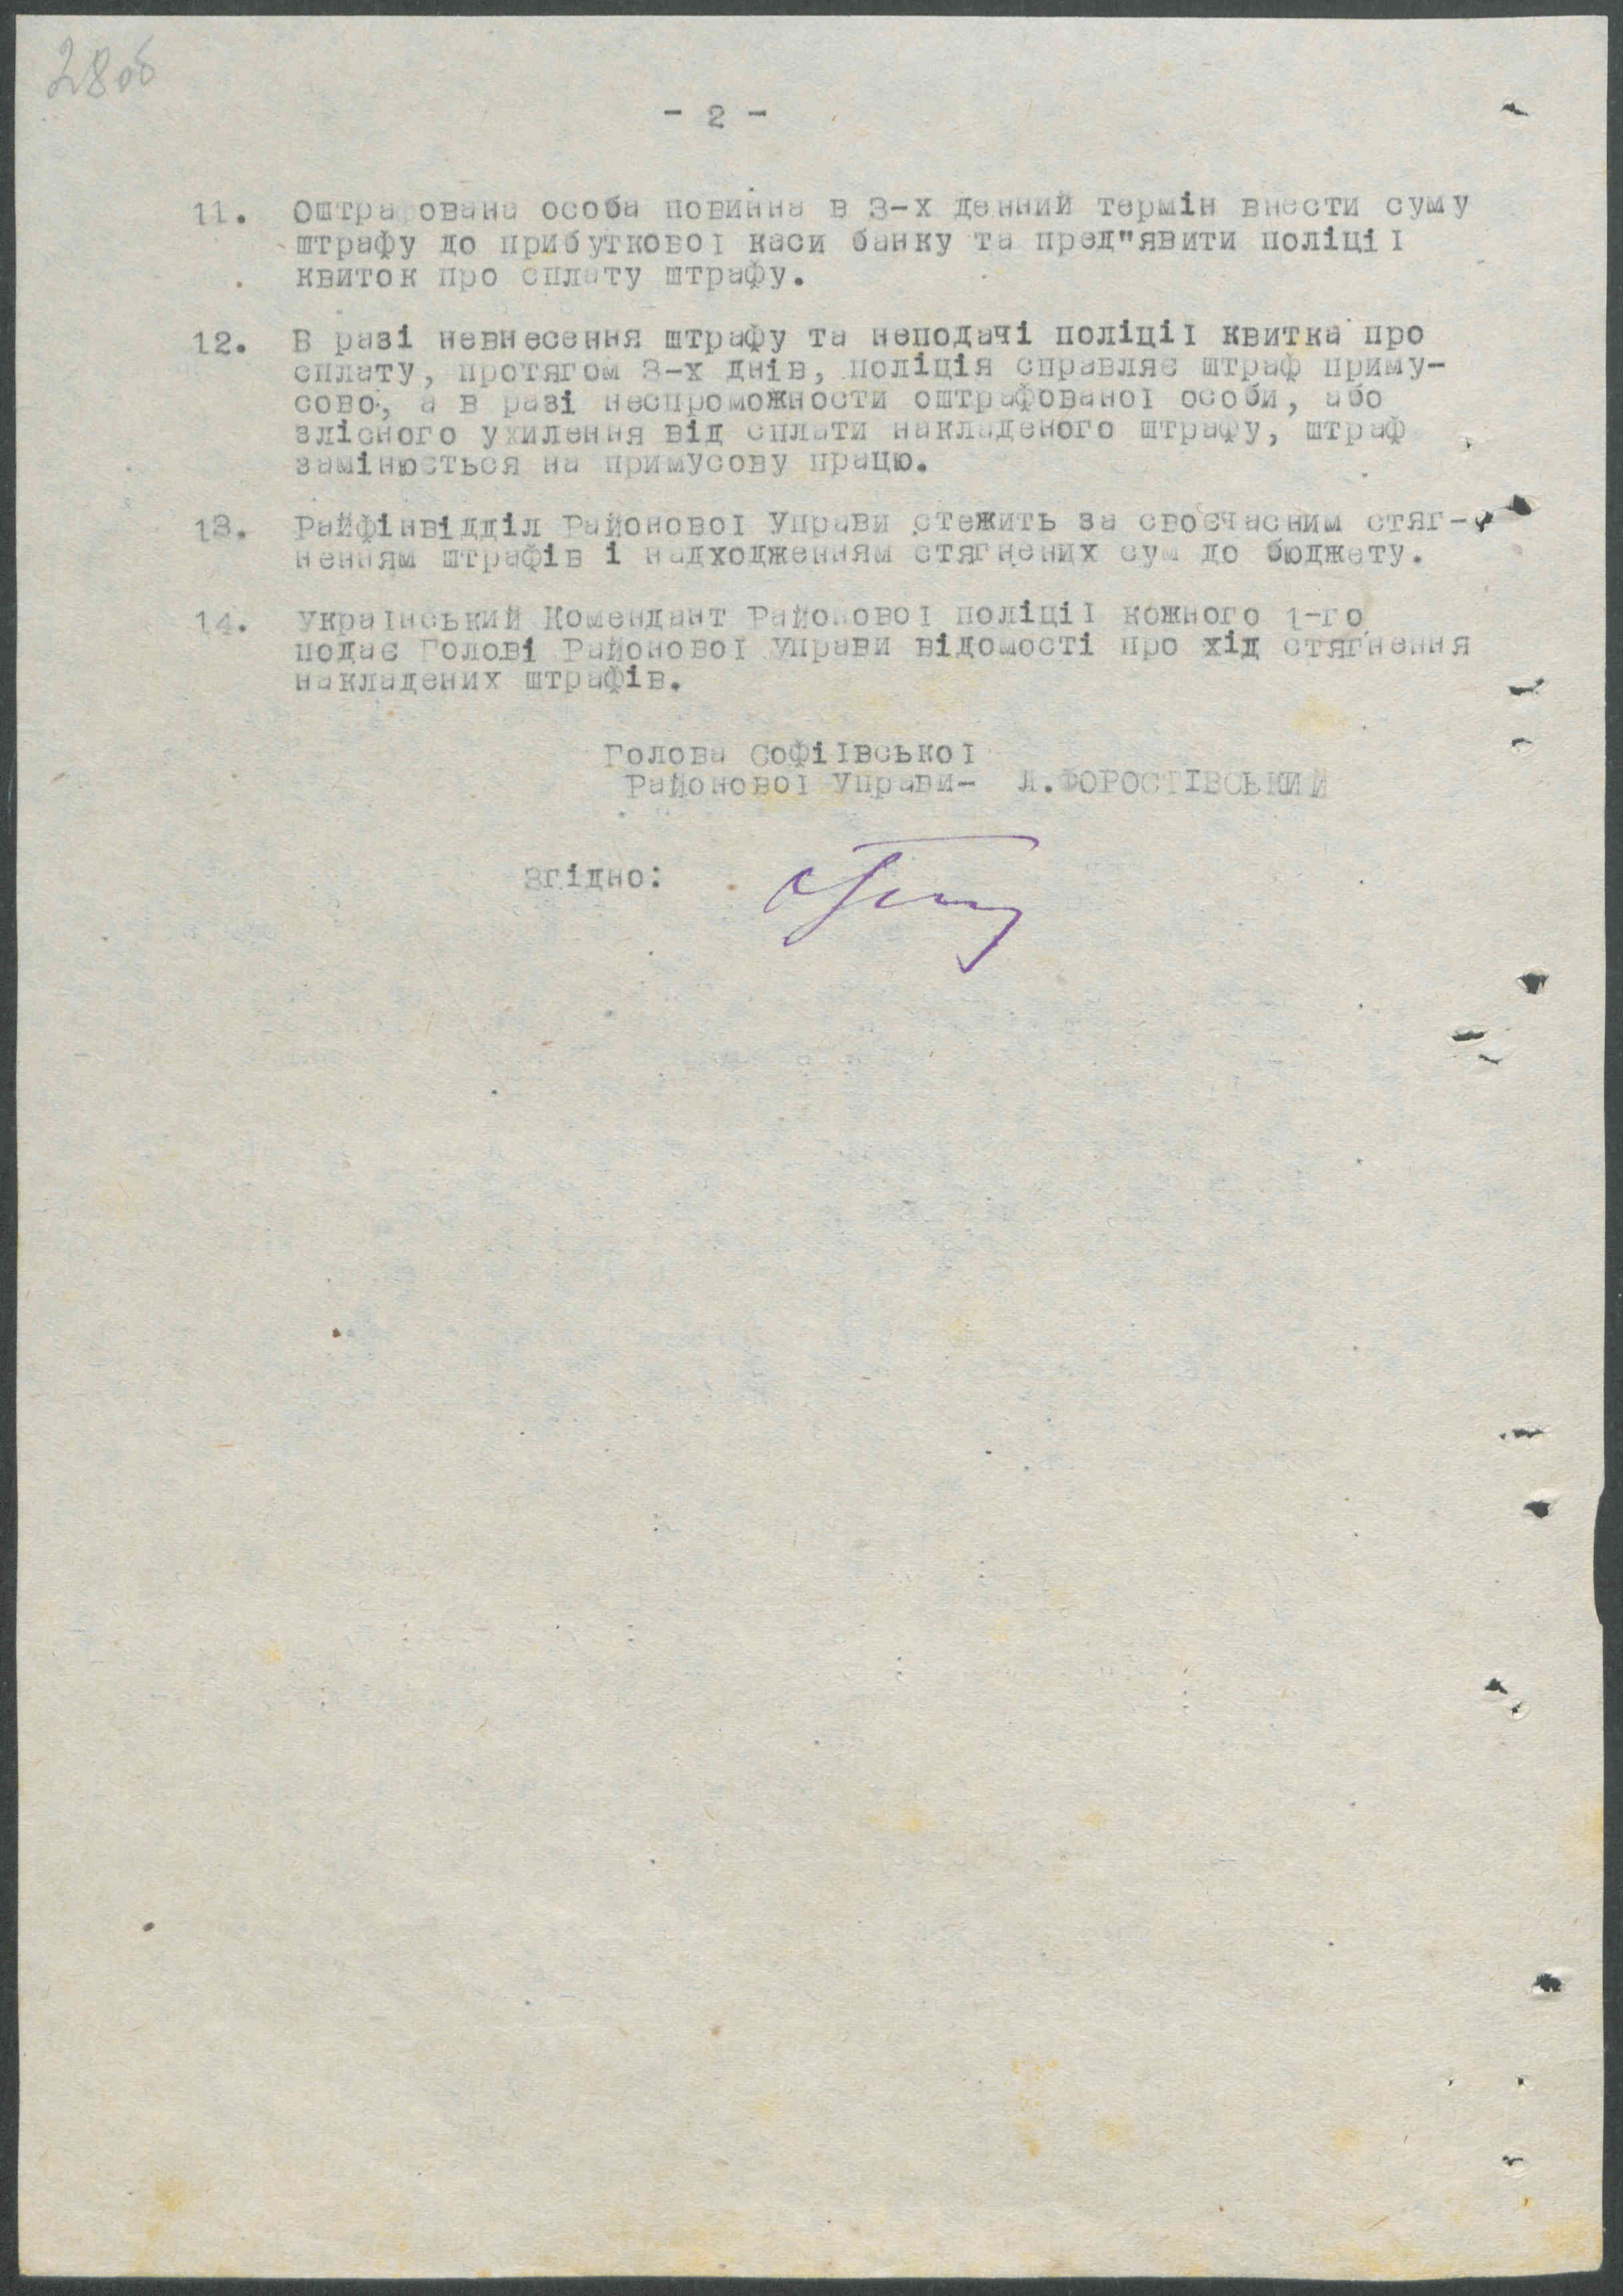 28об
- 2 -
11. Оштрафована особа повинна в 3-х денний термін внести суму
штрафу до прибуткової каси банку та пред"явити поліції
квиток про сплату штрафу.
12. В разі невнесення штрафу та неподачі поліції квитка про
сплату, протягом 3-х днів, поліція справляє штраф приму-
сово, а в разі неспроможности оштрафованої особи, або
злісного ухилення від сплати накладеного штрафу, штраф
замінюється на примусову працю.
13. Райфінвідділ Районової Управи стежить за своєчасним стяг-
ненням штрафів і надходженням стягнених сум до бюджету.
14. Український Комендант Районової поліції кожного 1-го
подає Голові Районової Управи відомості про хід стягнення
накладених штрафів.
Голова Софіївської
Районової Управи- Л.ФОРОСТІВСЬКИЙ
Згідно: